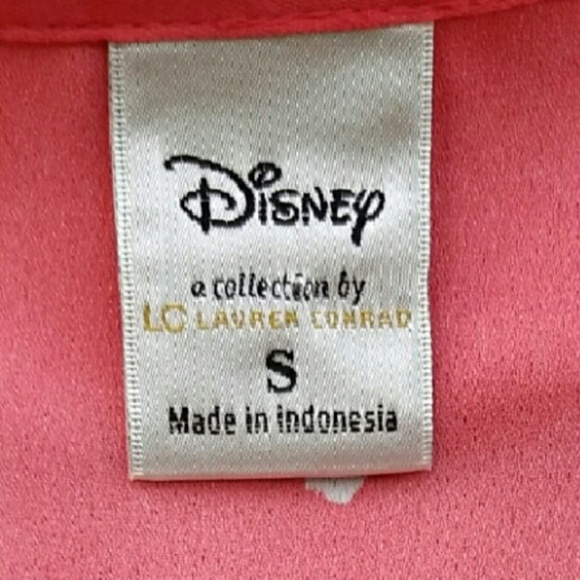 Disney
a collection by
LC LAUREN CONRAD
S
Made in Indonesia